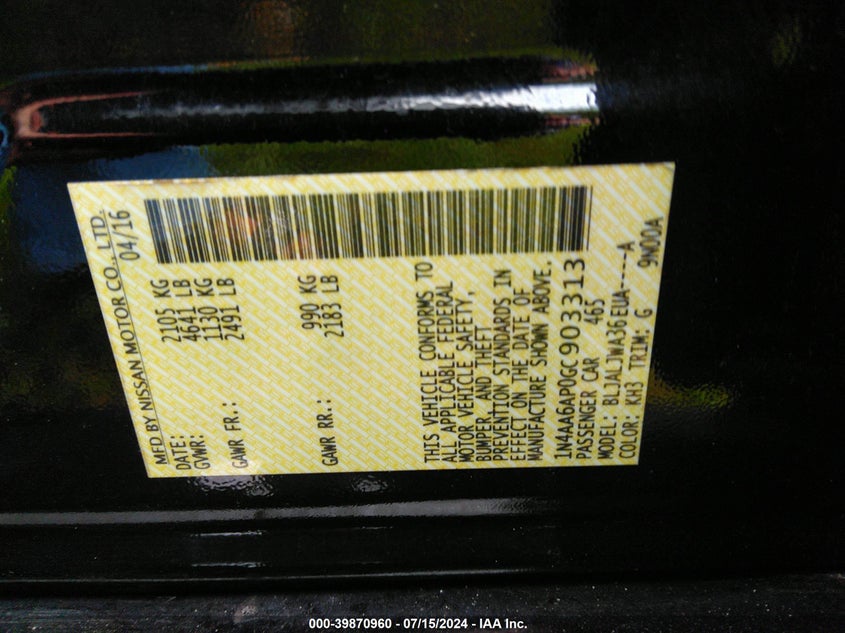 MFD BY NISSAN MOTOR CO., LTD.
DATE: 04/16
GVWR: 2105 KG
4641 LB
GAWR FR.: 1130 KG
2491 LB
GAWR RR.: 990 KG
2183 LB
THIS VEHICLE CONFORMS TO
ALL APPLICABLE FEDERAL
MOTOR VEHICLE SAFETY,
BUMPER AND THEFT
PREVENTION STANDARDS IN
EFFECT ON THE DATE OF
MANUFACTURE SHOWN ABOVE.
1N4AA6AP0GC903313
PASSENGER CAR 465
MODEL: BLJALJWA36EUA----A
COLOR: KH3 TRIM: G 9N00A
000-39870960 - 07/15/2024 - IAA Inc.